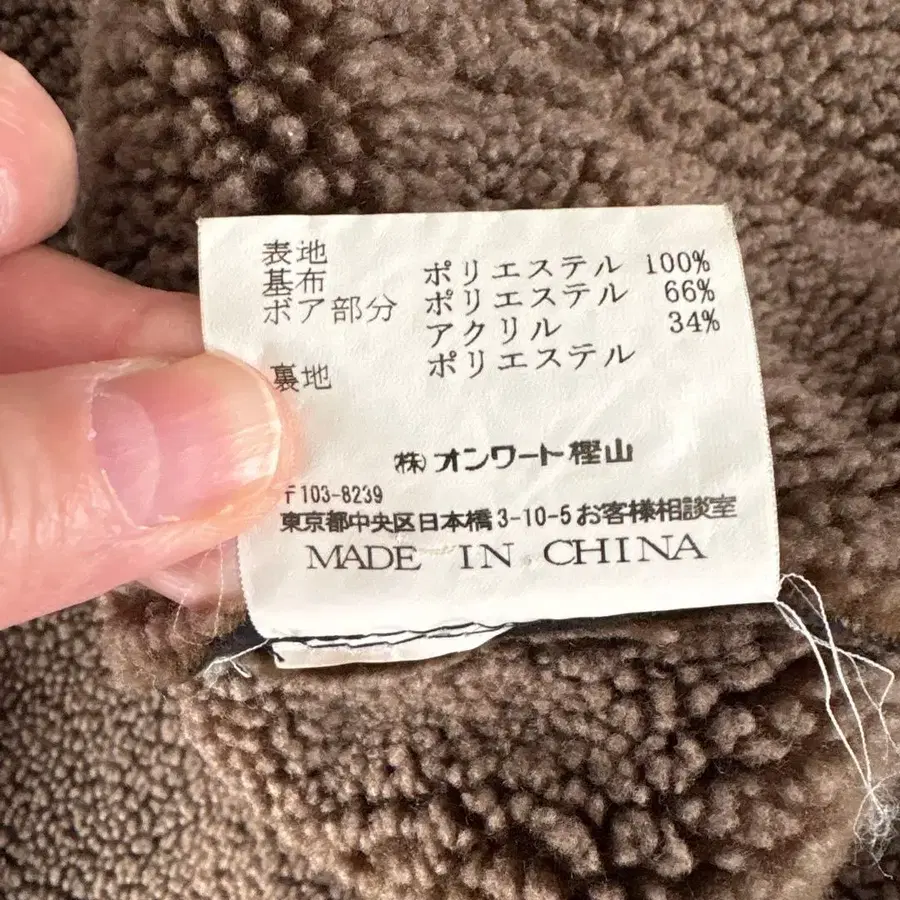 表地
基布 ポリエステル 100%
ボア部分 ポリエステル 66%
アクリル 34%
裏地 ポリエステル
(株)オンワード樫山
〒103-8239
東京都中央区日本橋3-10-5お客様相談室
MADE IN CHINA